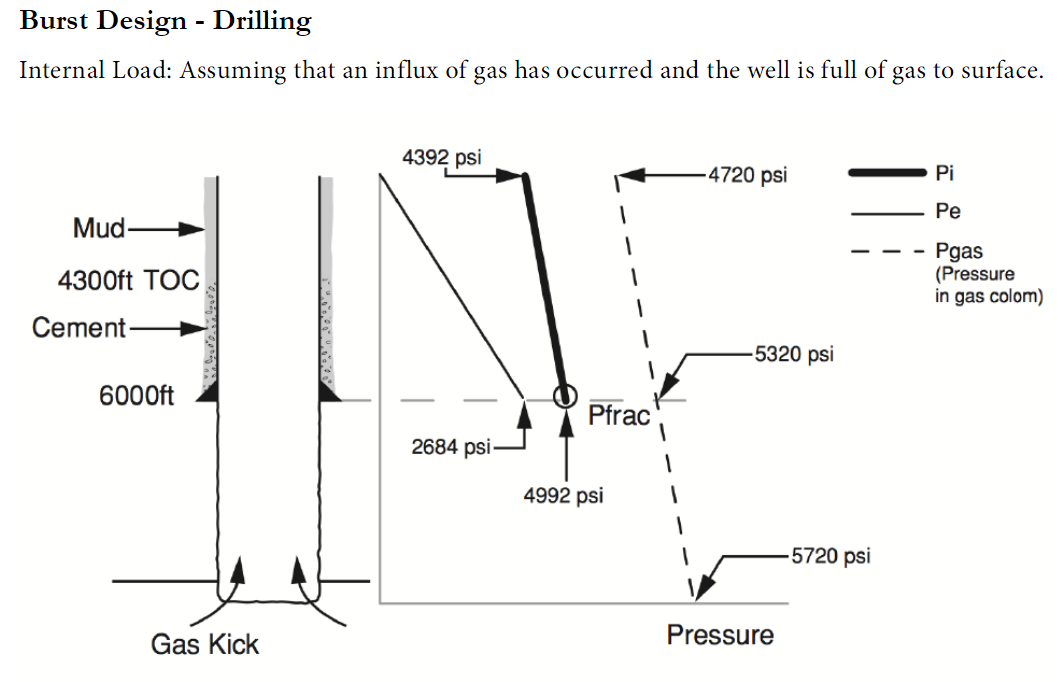 Burst Design - Drilling
Internal Load: Assuming that an influx of gas has occurred and the well is full of gas to surface.
4392 psi
4720 psi
Pi
Pe
Pgas
(Pressure
in gas colom)
Mud
4300ft TOC
Cement
6000ft
5320 psi
Pfrac
2684 psi
4992 psi
5720 psi
Gas Kick
Pressure